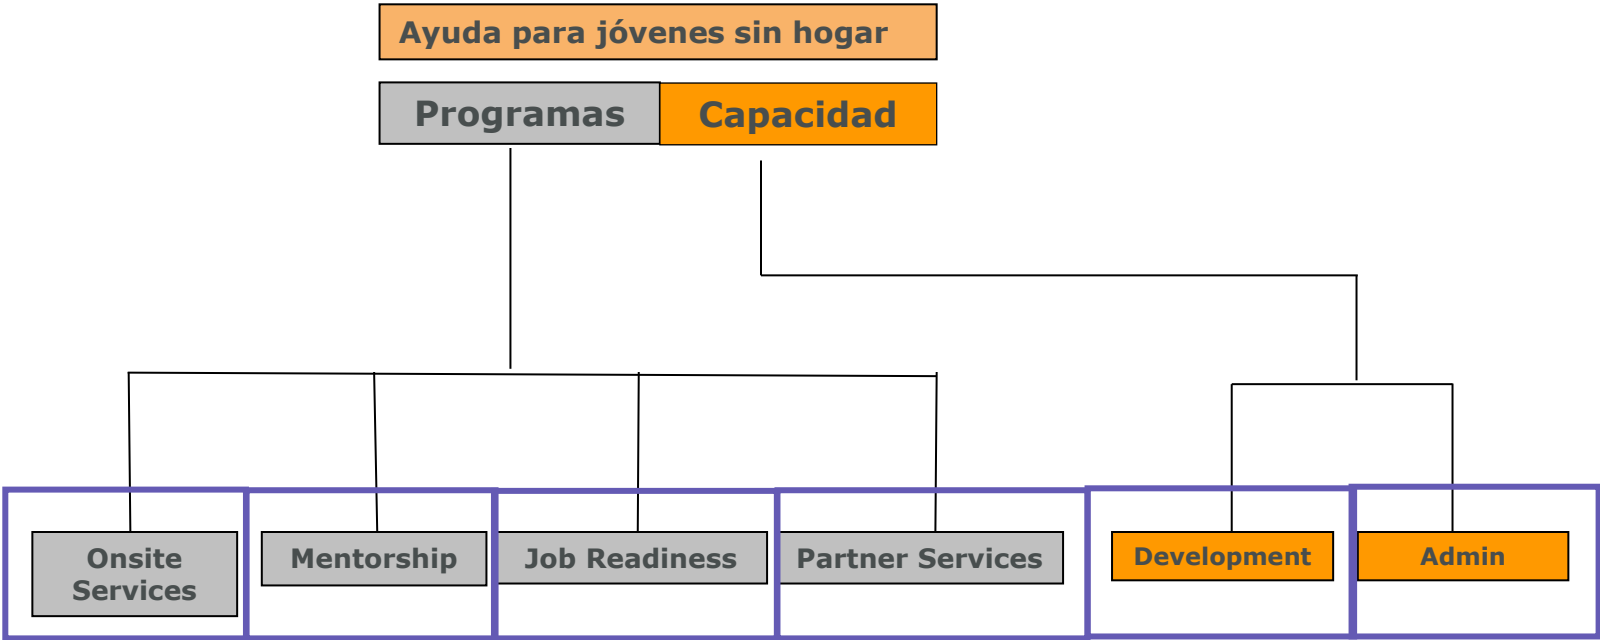 Ayuda para jóvenes sin hogar
Programas
Capacidad
Onsite
Services
Mentorship
Job Readiness
Partner Services
Development
Admin